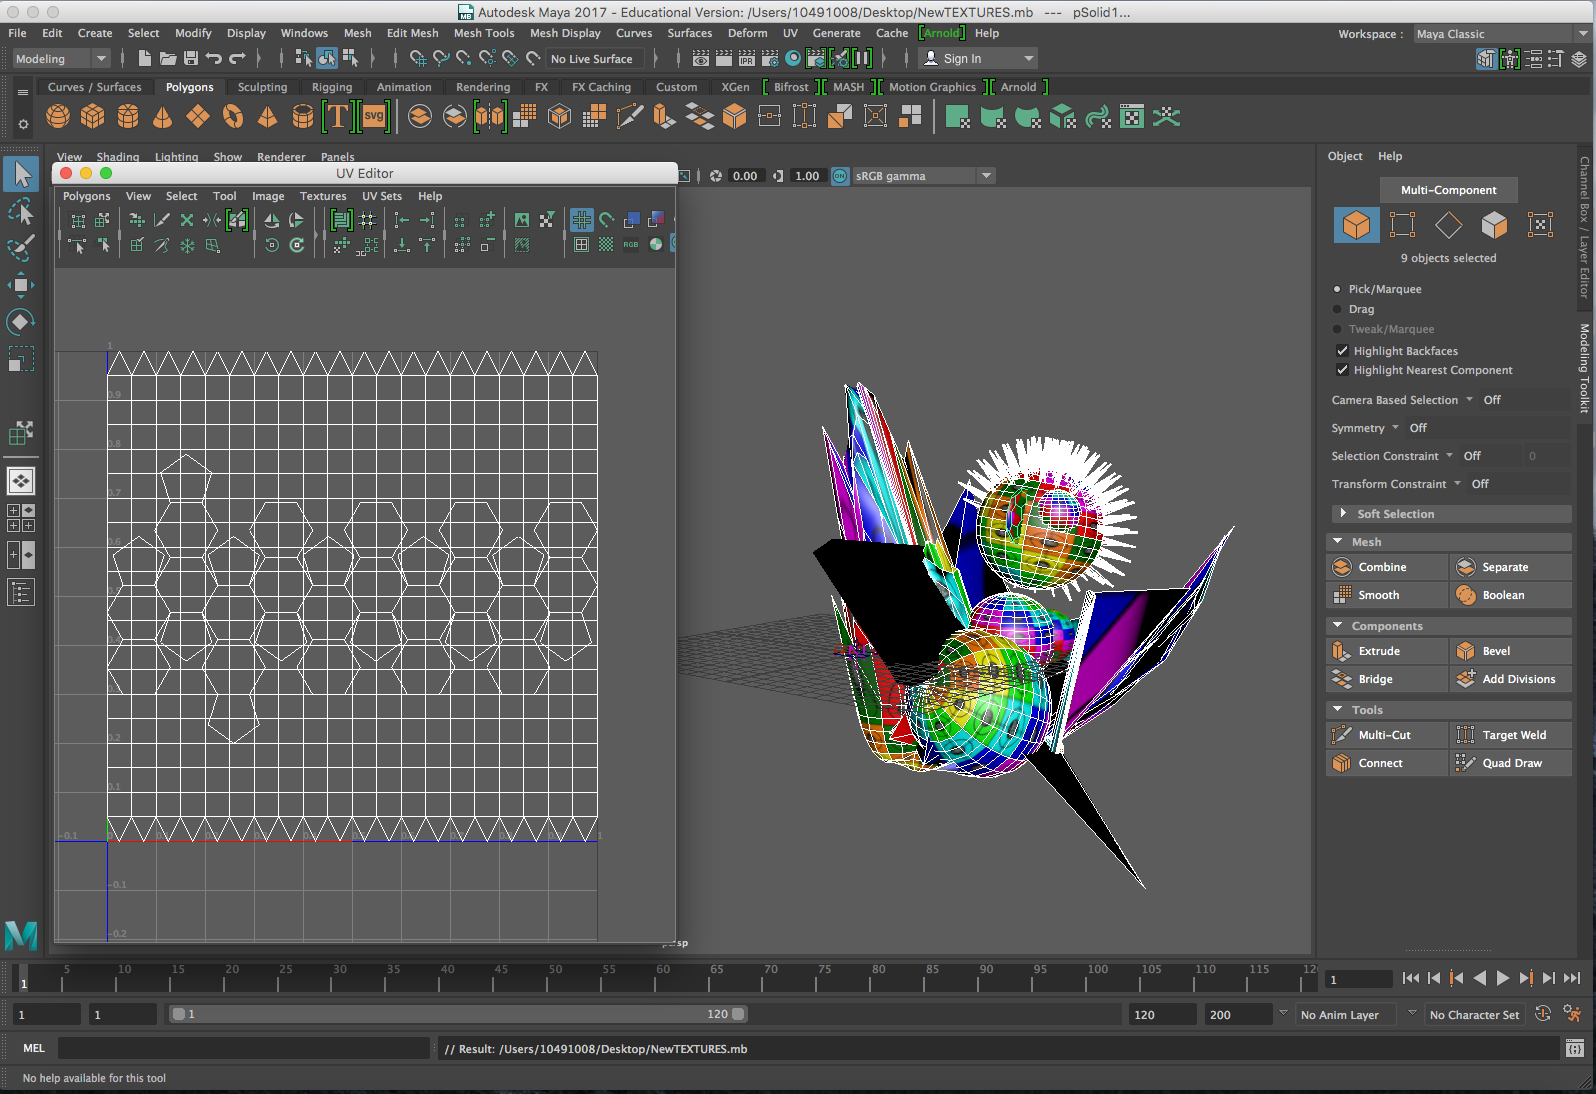 MB Autodesk Maya 2017 - Educational Version: /Users/10491008/Desktop/NewTEXTURES.mb --- pSolid1...
File Edit Create Select Modify Display Windows Mesh Edit Mesh Mesh Tools Mesh Display Curves Surfaces Deform UV Generate Cache [Arnold] Help
Workspace : Maya Classic
Modeling No Live Surface IPR Sign In
Curves / Surfaces Polygons Sculpting Rigging Animation Rendering FX FX Caching Custom XGen Bifrost MASH Motion Graphics Arnold
T svg
View Shading Lighting Show Renderer Panels
0.00 1.00 ON sRGB gamma
UV Editor
Polygons View Select Tool Image Textures UV Sets Help
RGB
1
0.9
0.8
0.7
0.6
0.5
0.4
0.3
0.2
0.1
-0.1
-0.1
-0.2
persp
Object Help
Multi-Component
9 objects selected
Pick/Marquee
Drag
Tweak/Marquee
Highlight Backfaces
Highlight Nearest Component
Camera Based Selection Off
Symmetry Off
Selection Constraint Off 0
Transform Constraint Off
Soft Selection
Mesh
Combine Separate
Smooth Boolean
Components
Extrude Bevel
Bridge Add Divisions
Tools
Multi-Cut Target Weld
Connect Quad Draw
Channel Box / Layer Editor
Modeling Toolkit
5 10 15 20 25 30 35 40 45 50 55 60 65 70 75 80 85 90 95 100 105 110 115
1 1
1 1 1 120 120 200 No Anim Layer No Character Set
MEL // Result: /Users/10491008/Desktop/NewTEXTURES.mb
No help available for this tool